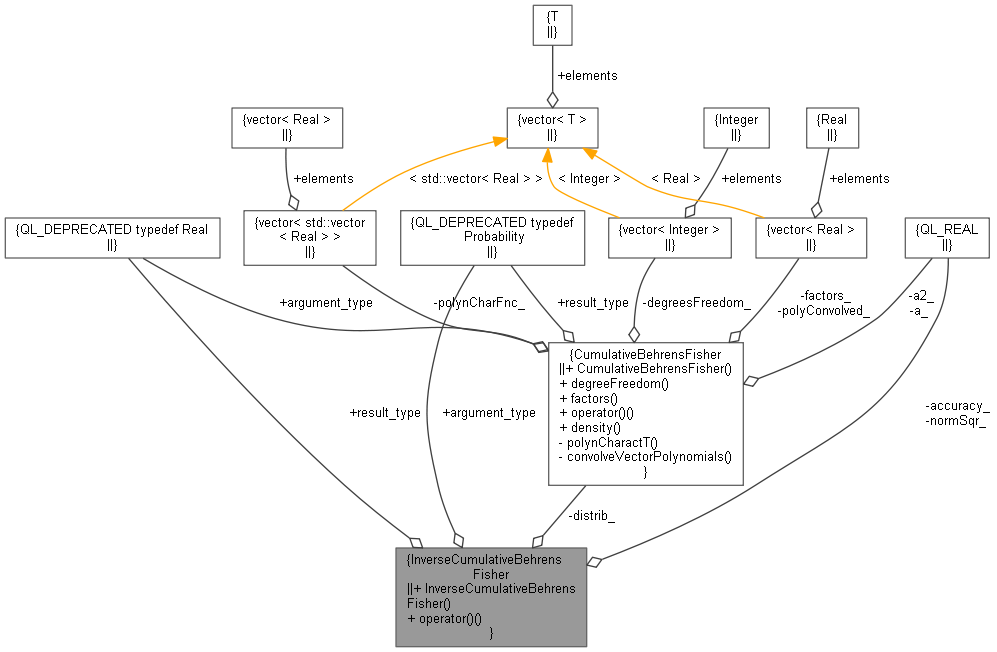 {T
||}
+elements
{vector< Real >
||}
{vector< T >
||}
{Integer
||}
{Real
||}
+elements
< std::vector< Real > >
< Integer >
< Real >
+elements
+elements
{QL_DEPRECATED typedef Real
||}
{vector< std::vector
< Real > >
||}
{QL_DEPRECATED typedef
Probability
||}
{vector< Integer >
||}
{vector< Real >
||}
{QL_REAL
||}
+argument_type
-polynCharFnc_
+result_type
-degreesFreedom_
-factors_
-polyConvolved_
-a2_
-a_
{CumulativeBehrensFisher
||+ CumulativeBehrensFisher()
+ degreeFreedom()
+ factors()
+ operator()()
+ density()
- polynCharactT()
- convolveVectorPolynomials()
}
+result_type
+argument_type
-accuracy_
-normSqr_
-distrib_
{InverseCumulativeBehrens
Fisher
||+ InverseCumulativeBehrens
Fisher()
+ operator()()
}